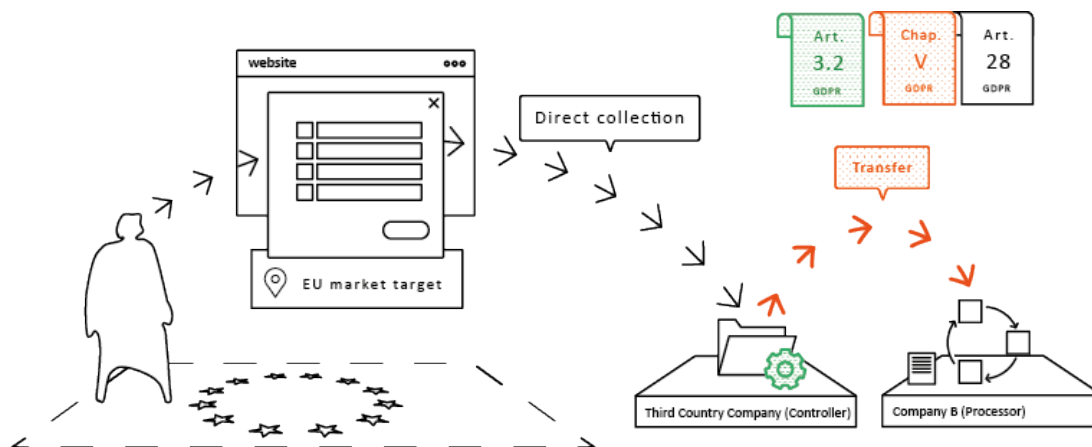 website
EU market target
Direct collection
Art.
3.2
GDPR
Chap.
V
GDPR
Art.
28
GDPR
Transfer
Third Country Company (Controller)
Company B (Processor)